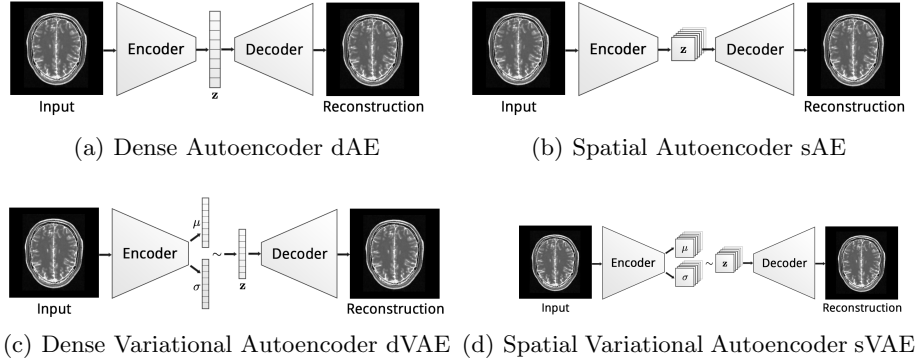 Encoder
Decoder
z
Input
Reconstruction
(a) Dense Autoencoder dAE
Encoder
z
Decoder
Input
Reconstruction
(b) Spatial Autoencoder sAE
Encoder
μ
σ
~
z
Decoder
Input
Reconstruction
(c) Dense Variational Autoencoder dVAE
Encoder
μ
σ
~
z
Decoder
Input
Reconstruction
(d) Spatial Variational Autoencoder sVAE